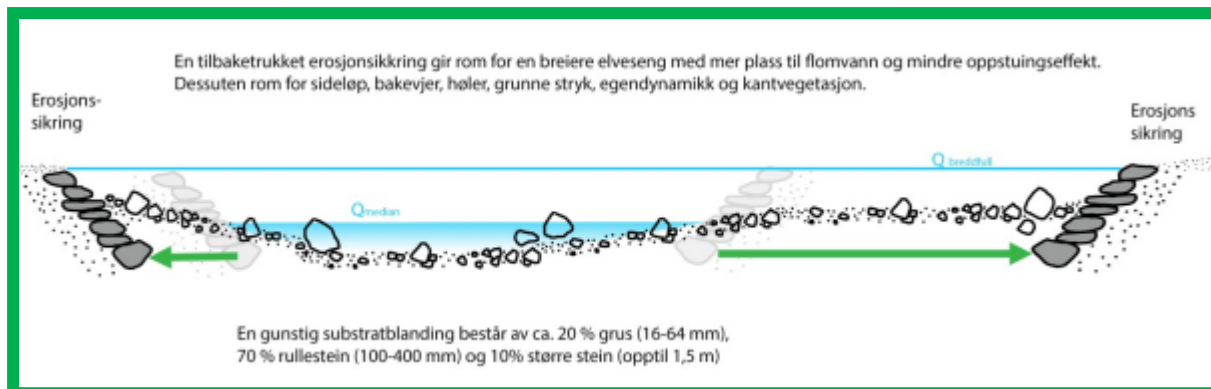 En tilbaketrukket erosjonsikkring gir rom for en breiere elveseng med mer plass til flomvann og mindre oppstuingseffekt.
Dessuten rom for sideløp, bakevjer, høler, grunne stryk, egendynamikk og kantvegetasjon.
Erosjons-
sikring
Erosjons
sikring
Q breddfull
Qmedian
En gunstig substratblanding består av ca. 20 % grus (16-64 mm),
70 % rullestein (100-400 mm) og 10% større stein (opptil 1,5 m)